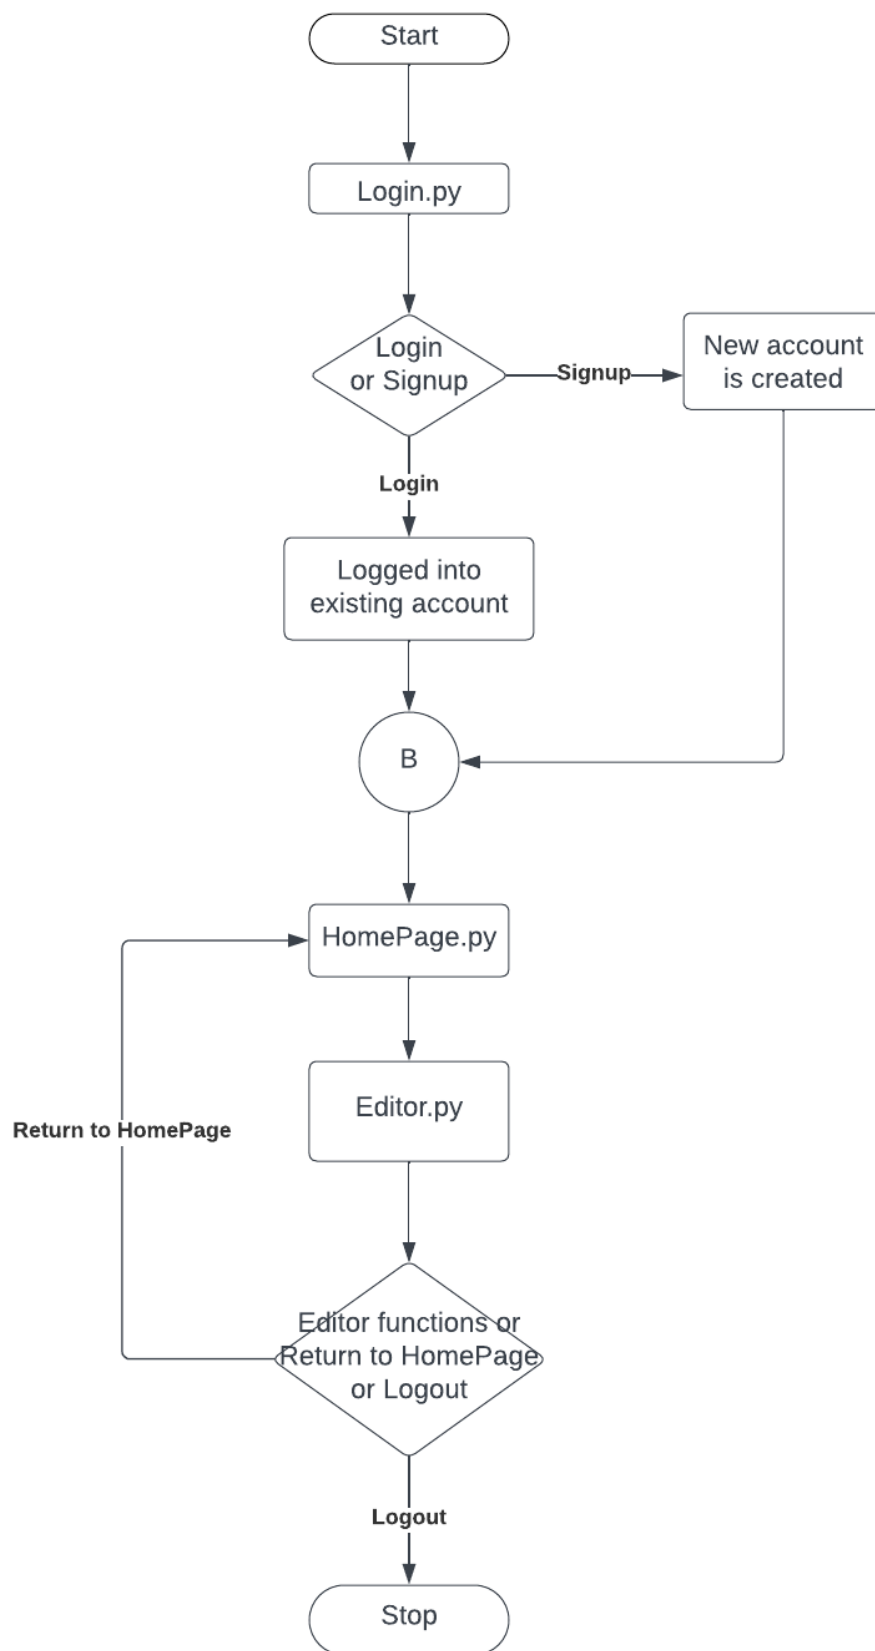 Start
Login.py
Login
or Signup
Signup
New account
is created
Login
Logged into
existing account
B
HomePage.py
Editor.py
Return to HomePage
Editor functions or
Return to HomePage
or Logout
Logout
Stop